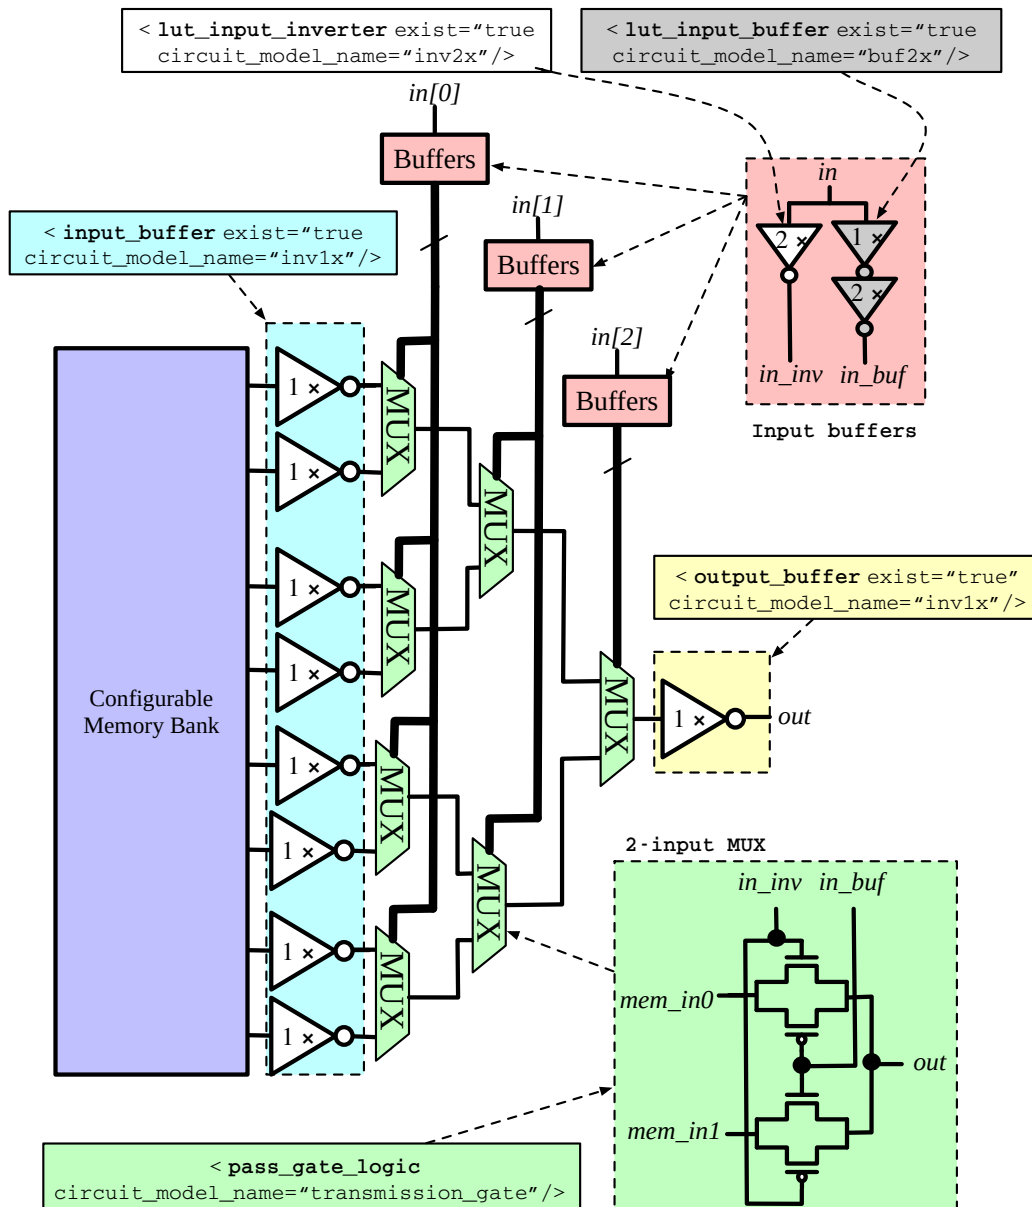 < lut_input_inverter exist=“true
circuit_model_name=“inv2x”/>
< lut_input_buffer exist=“true
circuit_model_name=“buf2x”/>
in[0]
Buffers
in
in[1]
< input_buffer exist=“true
circuit_model_name=“inv1x”/>
2 ×
1 ×
Buffers
2 ×
in[2]
in_inv
in_buf
1 ×
MUX
Buffers
Input buffers
1 ×
MUX
1 ×
MUX
< output_buffer exist=“true”
circuit_model_name=“inv1x”/>
1 ×
Configurable
Memory Bank
MUX
1 ×
out
1 ×
MUX
1 ×
MUX
2-input MUX
in_inv
in_buf
1 ×
MUX
mem_in0
1 ×
out
mem_in1
< pass_gate_logic
circuit_model_name=“transmission_gate”/>